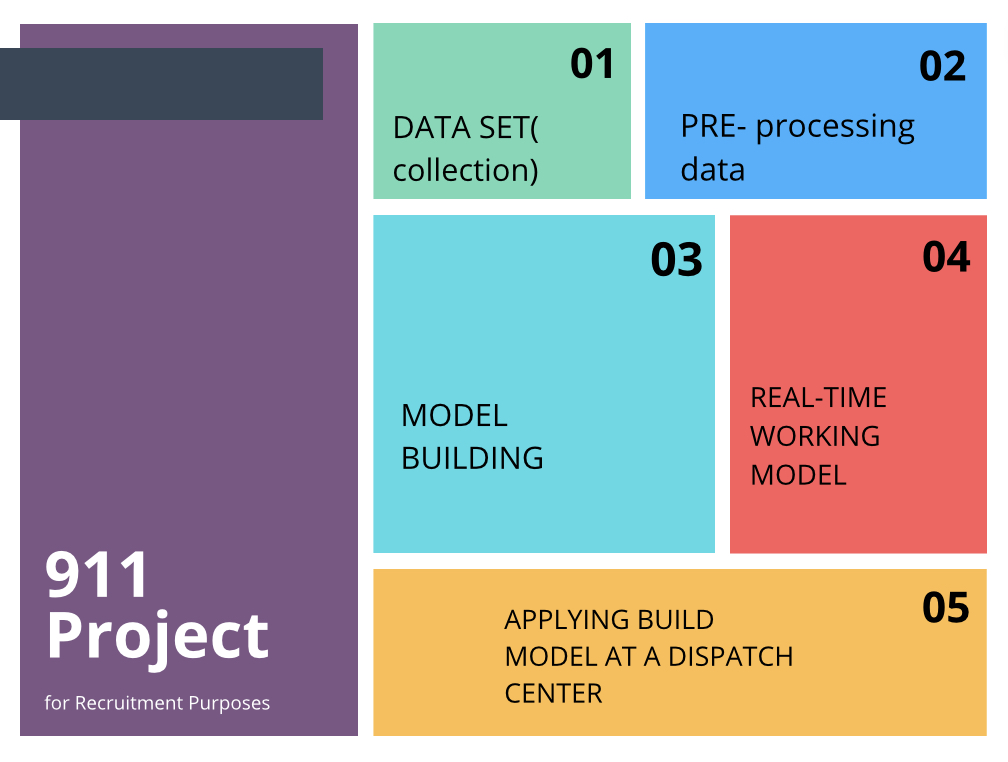 911
Project
for Recruitment Purposes
01
DATA SET(
collection)
02
PRE- processing
data
03
MODEL
BUILDING
04
REAL-TIME
WORKING
MODEL
05
APPLYING BUILD
MODEL AT A DISPATCH
CENTER